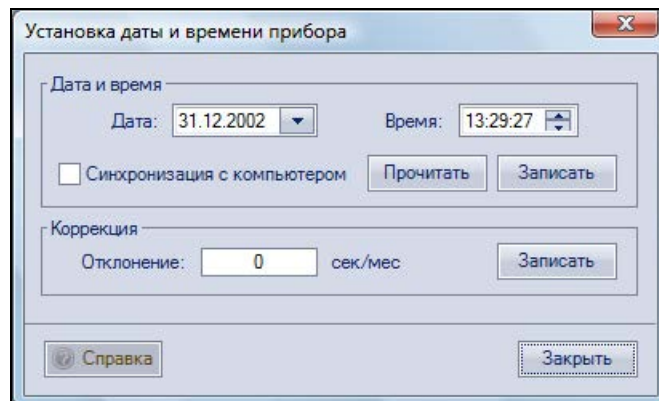 Установка даты и времени прибора
Дата и время
Дата: 31.12.2002 Время: 13:29:27
Синхронизация с компьютером Прочитать Записать
Коррекция
Отклонение: 0 сек/мес Записать
Справка Закрыть